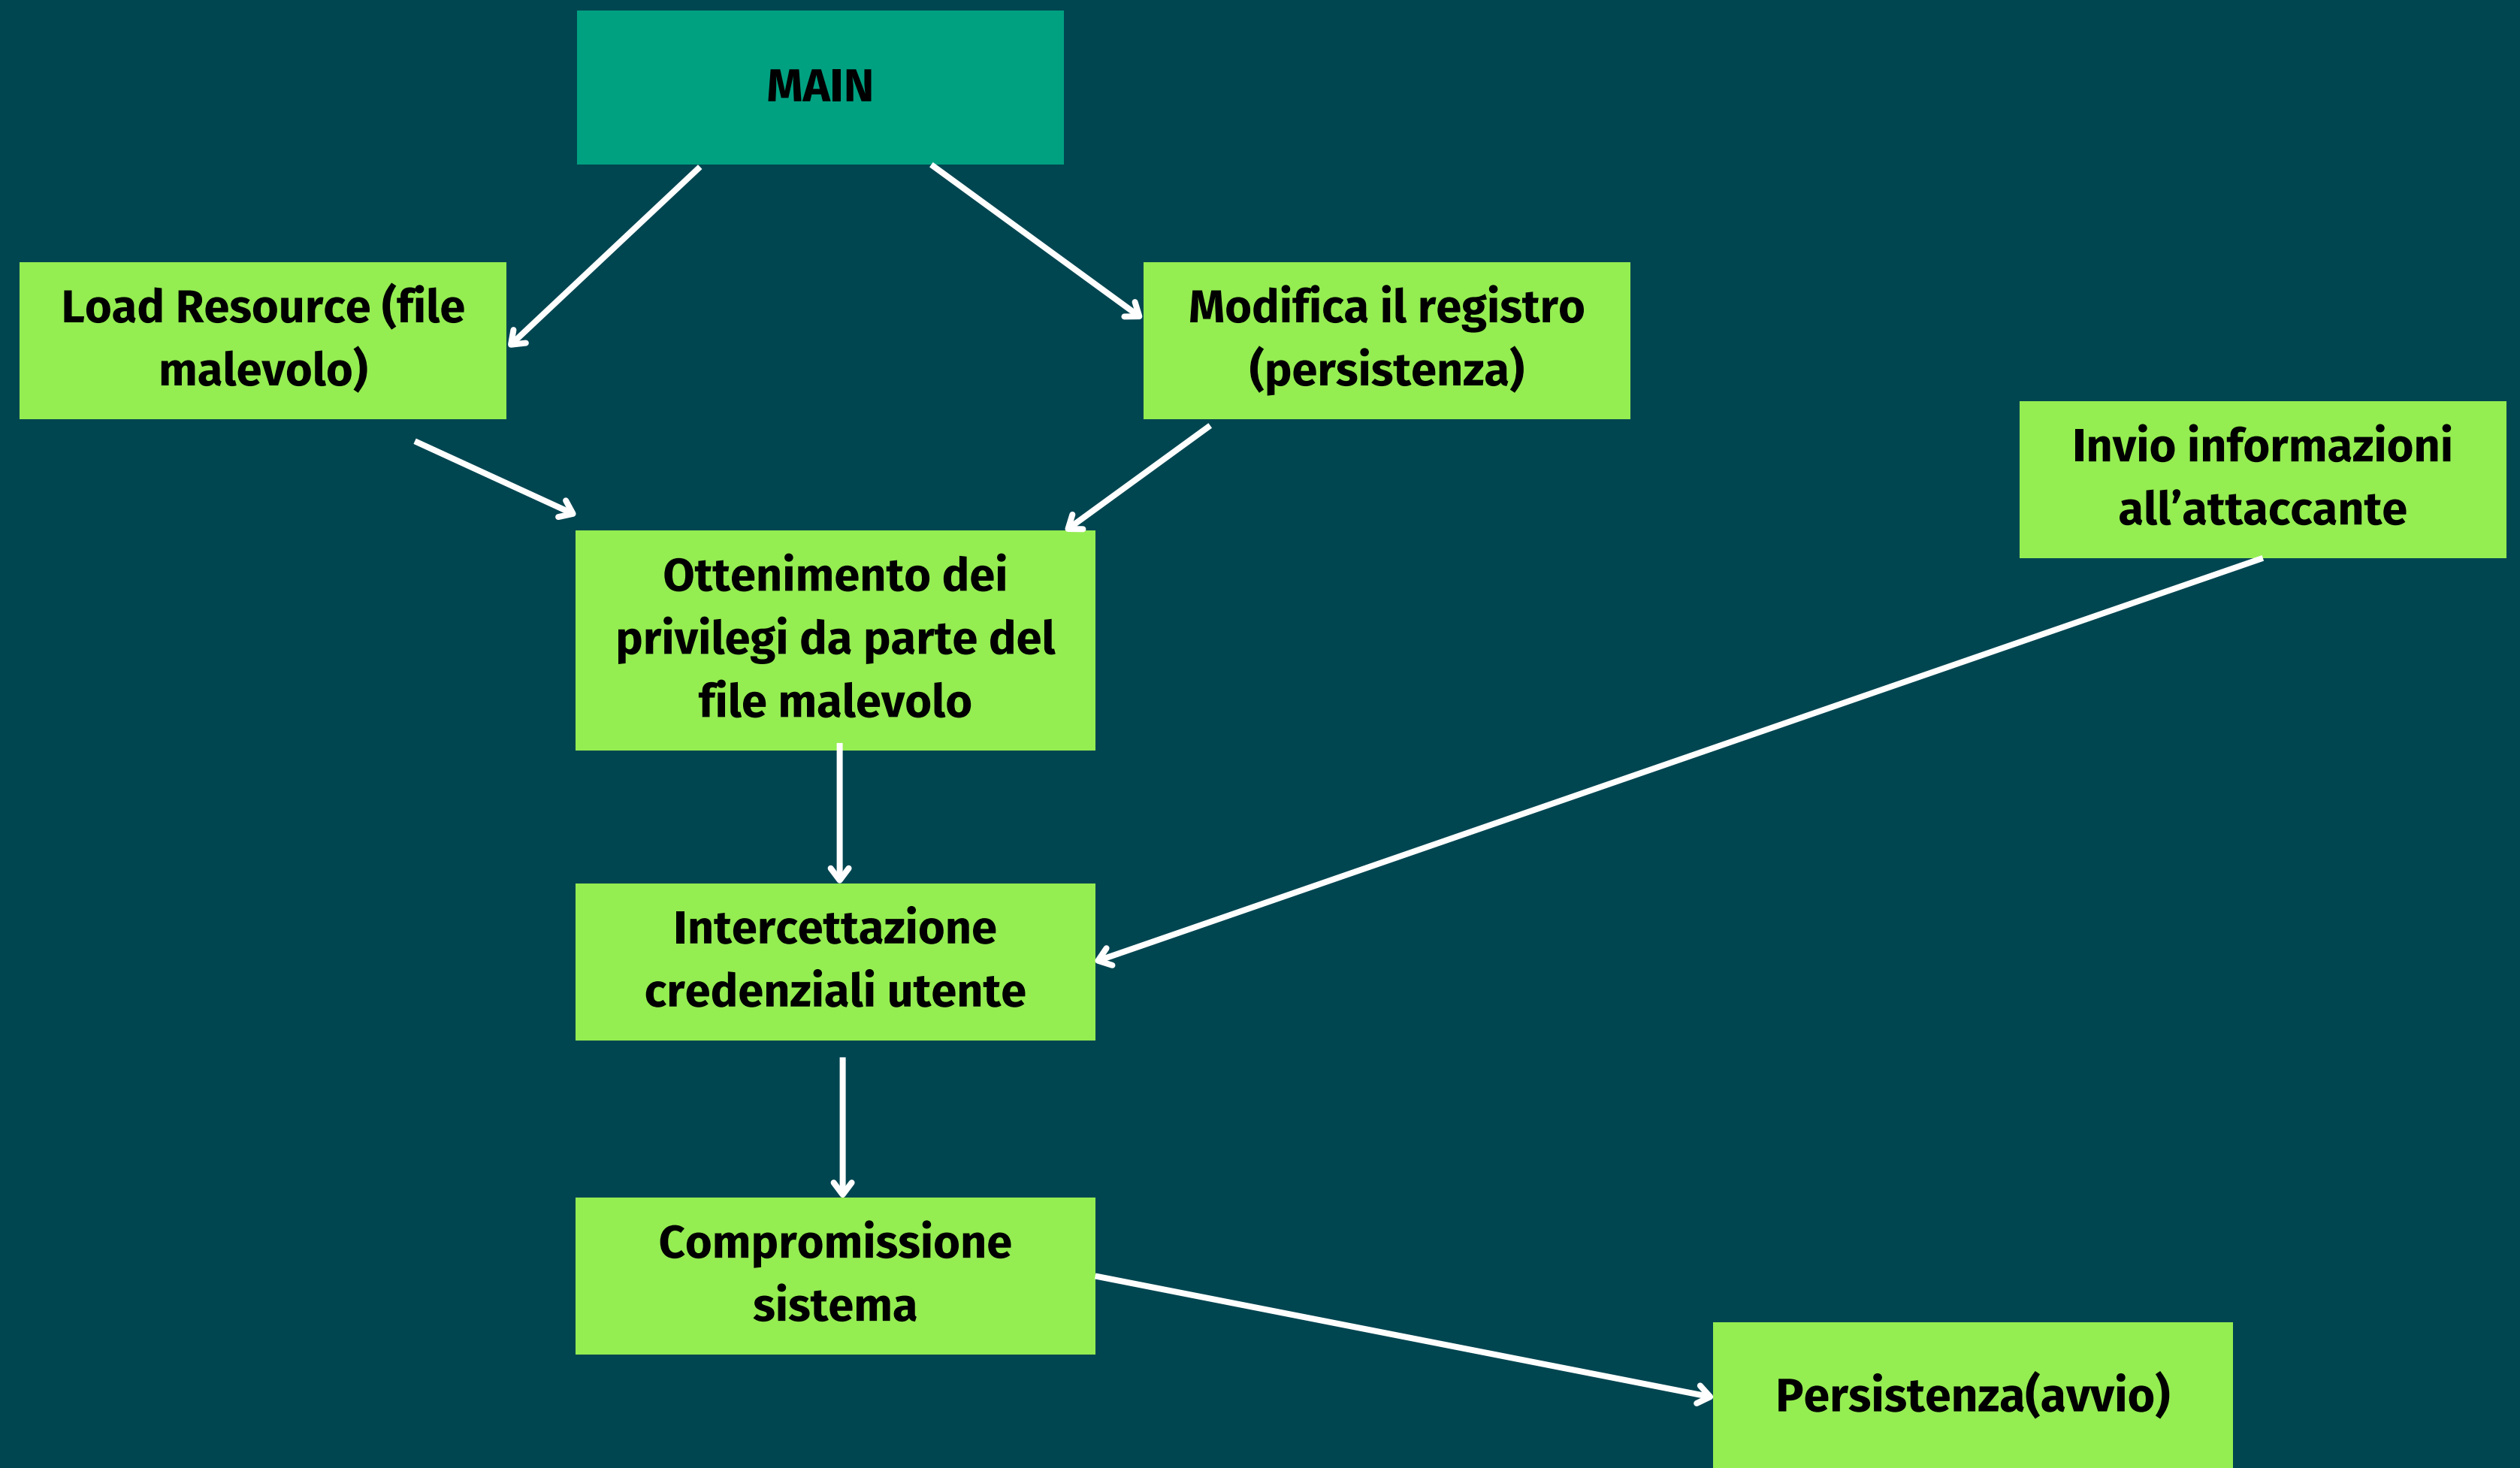 MAIN
Load Resource (file
malevolo)
Modifica il registro
(persistenza)
Invio informazioni
all’attaccante
Ottenimento dei
privilegi da parte del
file malevolo
Intercettazione
credenziali utente
Compromissione
sistema
Persistenza(avvio)